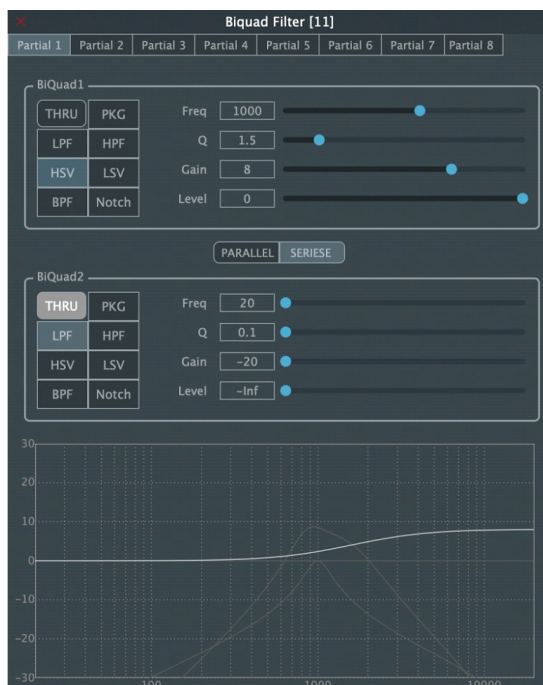 Biquad Filter [11]
Partial 1 Partial 2 Partial 3 Partial 4 Partial 5 Partial 6 Partial 7 Partial 8
BiQuad1
THRU PKG Freq 1000
LPF HPF Q 1.5
HSV LSV Gain 8
BPF Notch Level 0
PARALLEL SERIESE
BiQuad2
THRU PKG Freq 20
LPF HPF Q 0.1
HSV LSV Gain -20
BPF Notch Level -Inf
30
20
10
0
-10
-20
-30
100 1000 10000